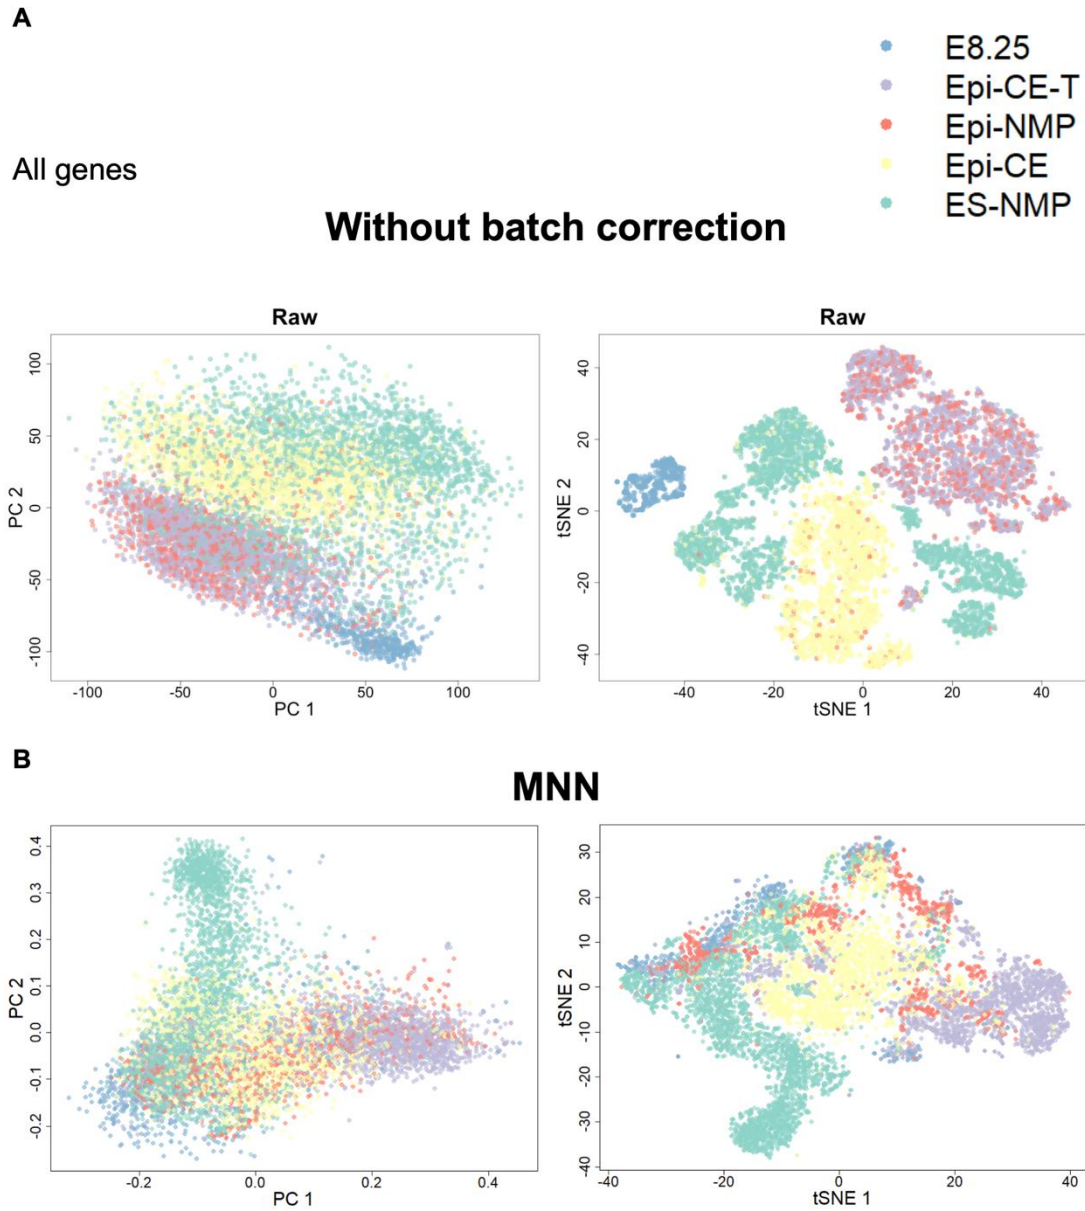 A
E8.25
Epi-CE-T
Epi-NMP
Epi-CE
ES-NMP
All genes
Without batch correction
Raw
PC 2
100
50
0
-50
-100
-100 -50 0 50 100
PC 1
Raw
tSNE 2
40
20
0
-20
-40
-40 -20 0 20 40
tSNE 1
B
MNN
PC 2
0.4
0.3
0.2
0.1
0.0
-0.1
-0.2
-0.2 0.0 0.2 0.4
PC 1
tSNE 2
30
20
10
0
-10
-20
-30
-40
-40 -20 0 20 40
tSNE 1